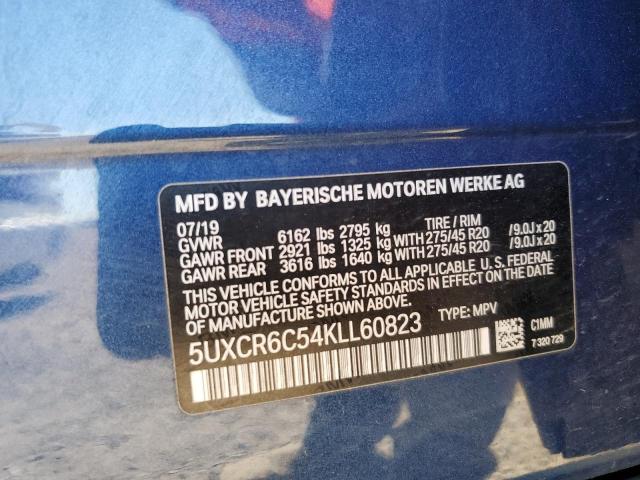 MFD BY BAYERISCHE MOTOREN WERKE AG
07/19 TIRE / RIM
GVWR 6162 lbs 2795 kg
GAWR FRONT 2921 lbs 1325 kg WITH 275/45 R20 /9.0J x 20
GAWR REAR 3616 lbs 1640 kg WITH 275/45 R20 /9.0J x 20
THIS VEHICLE CONFORMS TO ALL APPLICABLE U.S. FEDERAL
MOTOR VEHICLE SAFETY STANDARDS IN EFFECT ON THE DATE
OF MANUFACTURE SHOWN ABOVE.
5UXCR6C54KLL60823 TYPE: MPV
C1MM
7 320 729